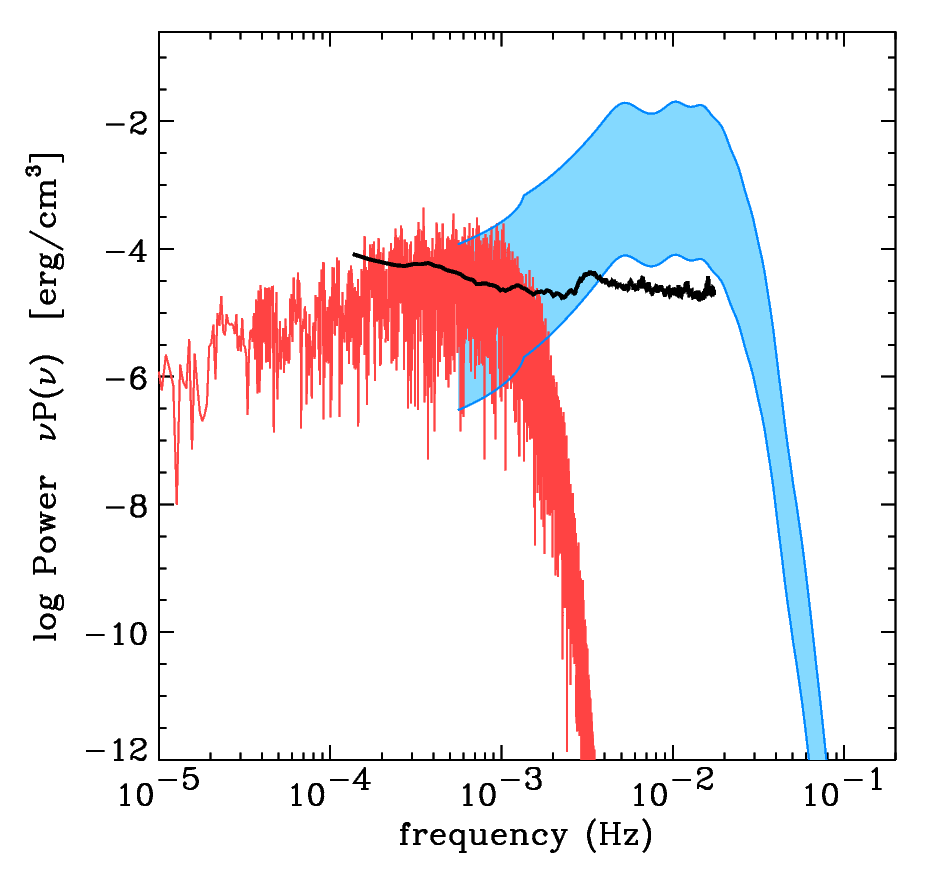 log Power νP(ν) [erg/cm³]
−2
−4
−6
−8
−10
−12
10⁻⁵ 10⁻⁴ 10⁻³ 10⁻² 10⁻¹
frequency (Hz)